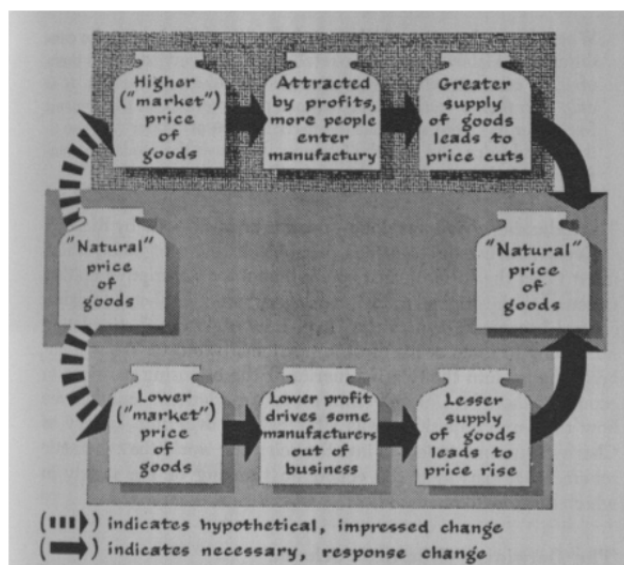 Higher
("market")
price
of
goods
Attracted
by profits,
more people
enter
manufactury
Greater
supply
of goods
leads to
price cuts
"Natural"
price
of
goods
"Natural"
price
of
goods
Lower
("market")
price
of
goods
Lower profit
drives some
manufacturers
out of
business
Lesser
supply
of goods
leads to
price rise
( ) indicates hypothetical, impressed change
( ) indicates necessary, response change